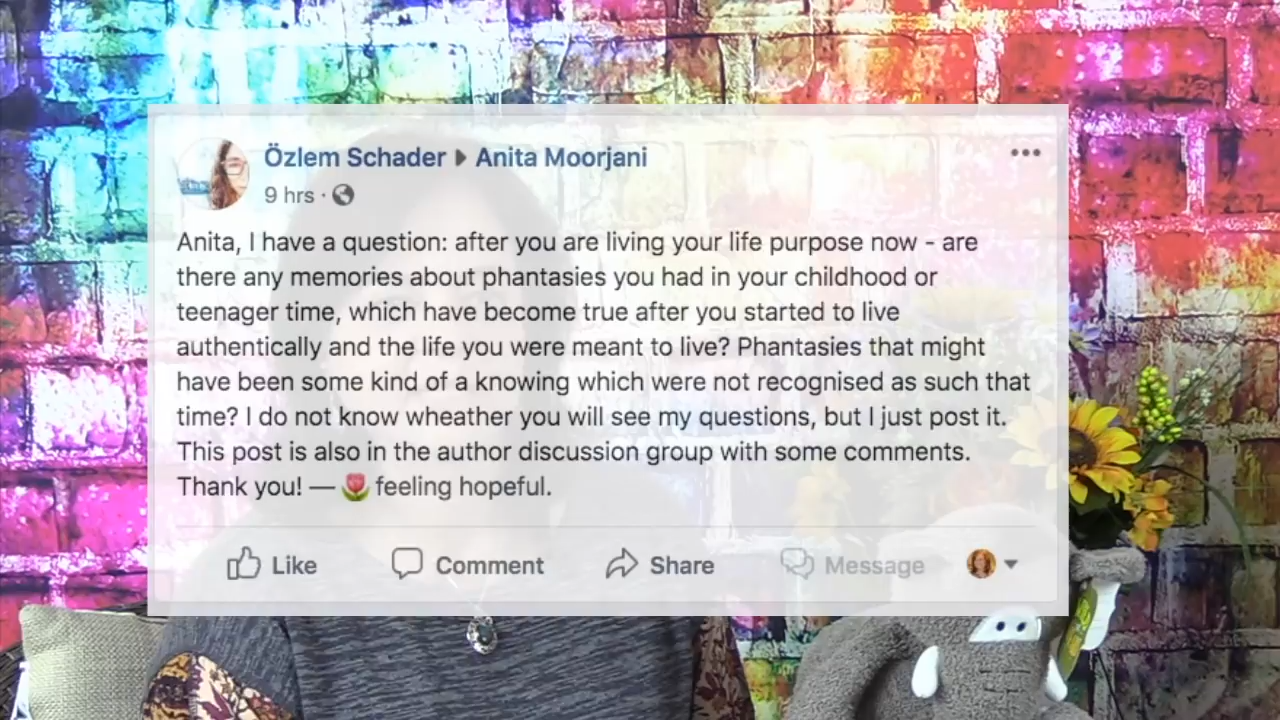 Özlem Schader ▸ Anita Moorjani
9 hrs ·
Anita, I have a question: after you are living your life purpose now - are
there any memories about phantasies you had in your childhood or
teenager time, which have become true after you started to live
authentically and the life you were meant to live? Phantasies that might
have been some kind of a knowing which were not recognised as such that
time? I do not know wheather you will see my questions, but I just post it.
This post is also in the author discussion group with some comments.
Thank you! — 🌷 feeling hopeful.
Like Comment Share Message